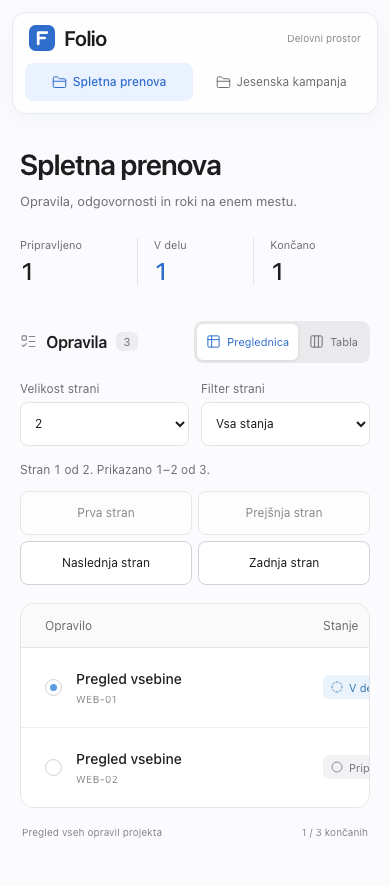 F Folio
Delovni prostor
Spletna prenova
Jesenska kampanja
Spletna prenova
Opravila, odgovornosti in roki na enem mestu.
Pripravljeno
V delu
Končano
1
1
1
Opravila 3
Preglednica
Tabla
Velikost strani
Filter strani
2
Vsa stanja
Stran 1 od 2. Prikazano 1–2 od 3.
Prva stran
Prejšnja stran
Naslednja stran
Zadnja stran
Opravilo
Stanje
Pregled vsebine
V de
WEB-01
Pregled vsebine
Prip
WEB-02
Pregled vseh opravil projekta
1 / 3 končanih